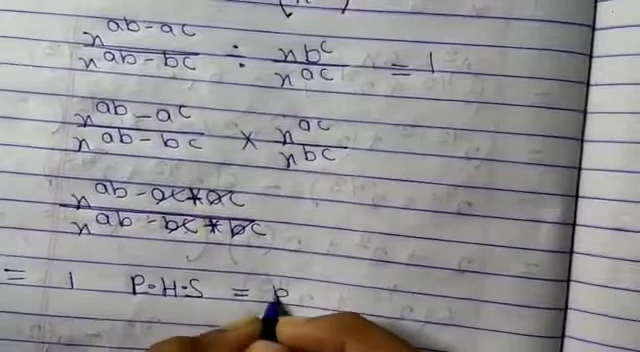 x^ab-ac / x^ab-bc ÷ x^bc / x^ac = 1
x^ab-ac / x^ab-bc × x^ac / x^bc
x^ab-ac+ac / x^ab-bc+bc
= 1 R.H.S =